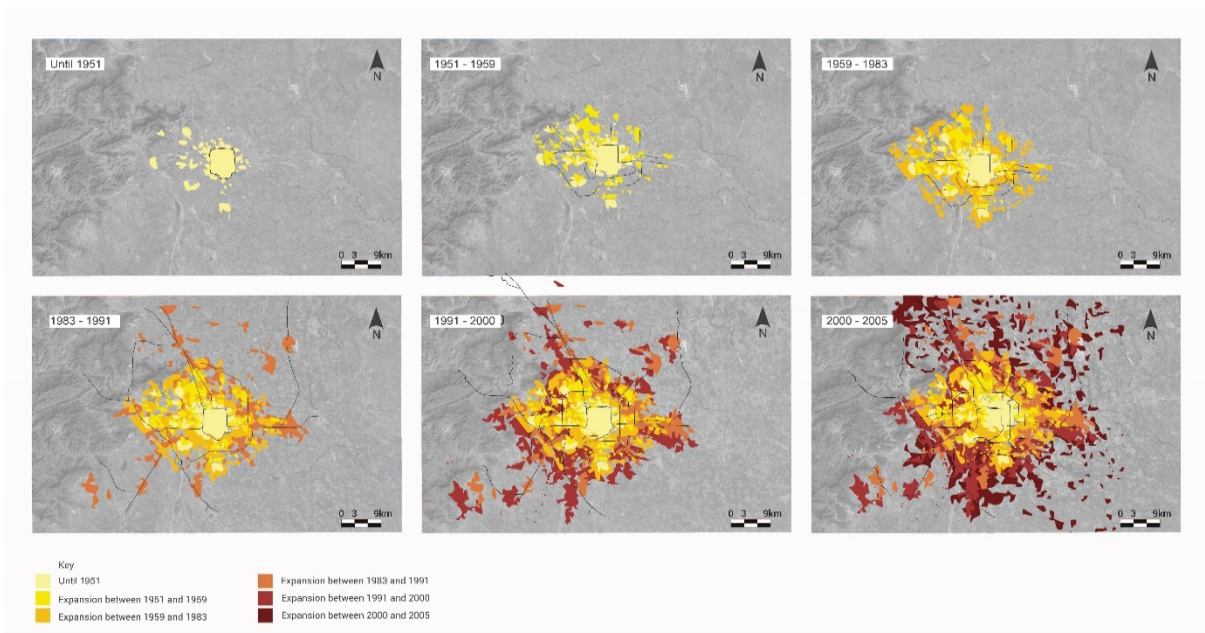 Until 1951
N
0 3 9km
1951 - 1959
N
0 3 9km
1959 - 1983
N
0 3 9km
1983 - 1991
N
0 3 9km
1991 - 2000
N
0 3 9km
2000 - 2005
N
0 3 9km
Key
Until 1951
Expansion between 1951 and 1959
Expansion between 1959 and 1983
Expansion between 1983 and 1991
Expansion between 1991 and 2000
Expansion between 2000 and 2005